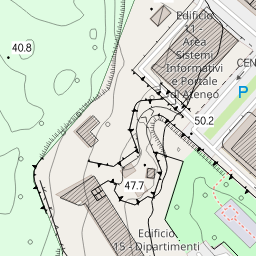 Edificio
11 -
Area
Sistemi
Informativi
e Portale
di Ateneo
40.8
CEN
P
50.2
47.7
Edificio
15 - Dipartimenti